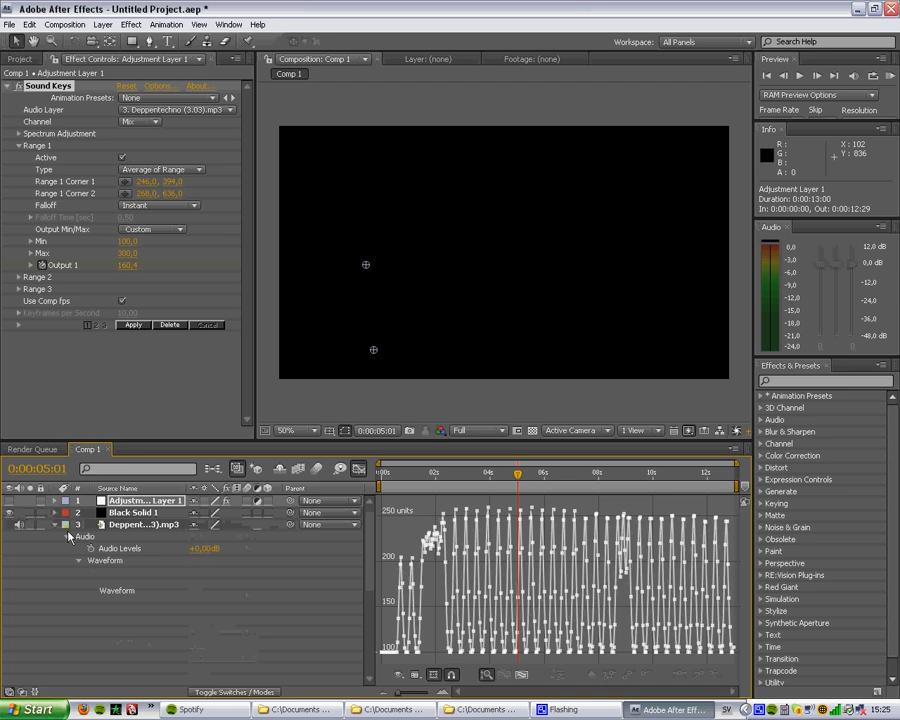 Adobe After Effects - Untitled Project.aep *
File Edit Composition Layer Effect Animation View Window Help
Workspace: All Panels
Search Help
Project Effect Controls: Adjustment Layer 1
Comp 1 • Adjustment Layer 1
Sound Keys Reset Options... About...
Animation Presets: None
Audio Layer 3. Deppentechno (3.03).mp3
Channel Mix
Spectrum Adjustment
Range 1
Active
Type Average of Range
Range 1 Corner 1 246,0, 394,0
Range 1 Corner 2 268,0, 636,0
Falloff Instant
Falloff Time [sec] 0,50
Output Min/Max Custom
Min 100,0
Max 300,0
Output 1 160,4
Range 2
Range 3
Use Comp fps
Keyframes per Second 10,00
1 2 3 Apply Delete Cancel
Composition: Comp 1 Layer: (none) Footage: (none)
Comp 1
50% 0:00:05:01 Full Active Camera 1 View
Preview
RAM Preview Options
Frame Rate Skip Resolution
Info
R : X : 102
G : Y : 836
B :
A : 0
Adjustment Layer 1
Duration: 0:00:13:00
In: 0:00:00:00, Out: 0:00:12:29
Audio
0,0 12,0 dB
-3,0
-6,0 0,0 dB
-9,0
-12,0 -12,0
-15,0 -24,0
-18,0
-21,0 -36,0
-24,0 -48,0 dB
Effects & Presets
* Animation Presets
3D Channel
Audio
Blur & Sharpen
Channel
Color Correction
Distort
Expression Controls
Generate
Keying
Matte
Noise & Grain
Obsolete
Paint
Perspective
RE:Vision Plug-ins
Red Giant
Simulation
Stylize
Synthetic Aperture
Text
Time
Transition
Trapcode
Utility
Render Queue Comp 1
0:00:05:01
# Source Name Parent
1 Adjustm... Layer 1 None
2 Black Solid 1 None
3 Deppent...3).mp3 None
Audio
Audio Levels +0,00dB
Waveform
Waveform
Toggle Switches / Modes
:00s 02s 04s 06s 08s 10s 12s
250 units
200
150
100
Start Spotify C:\Documents ... C:\Documents ... C:\Documents ... Flashing Adobe After Eff... SV 15:25